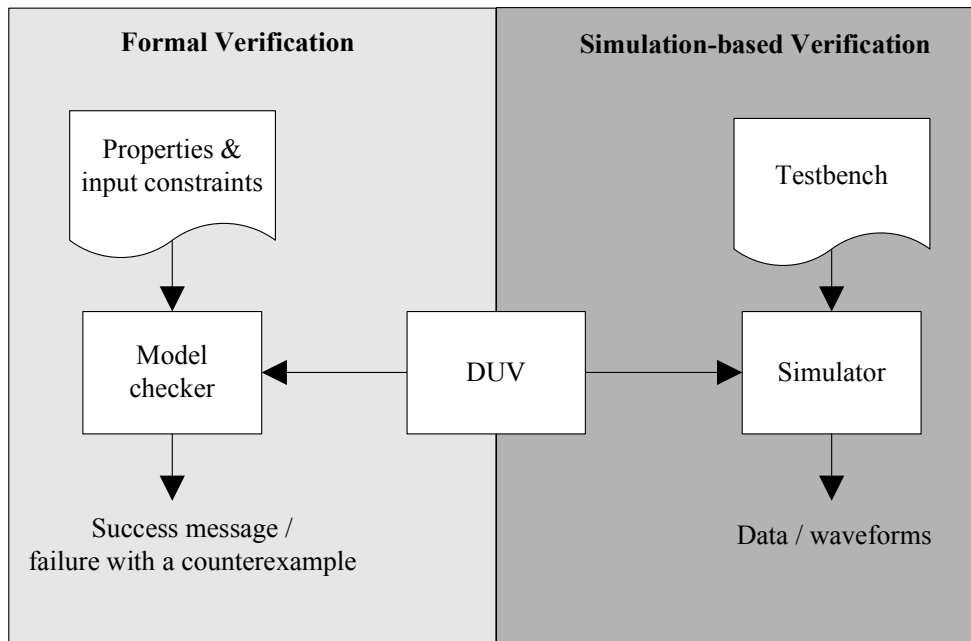 Formal Verification
Properties &
input constraints
Model
checker
Success message /
failure with a counterexample
DUV
Simulation-based Verification
Testbench
Simulator
Data / waveforms